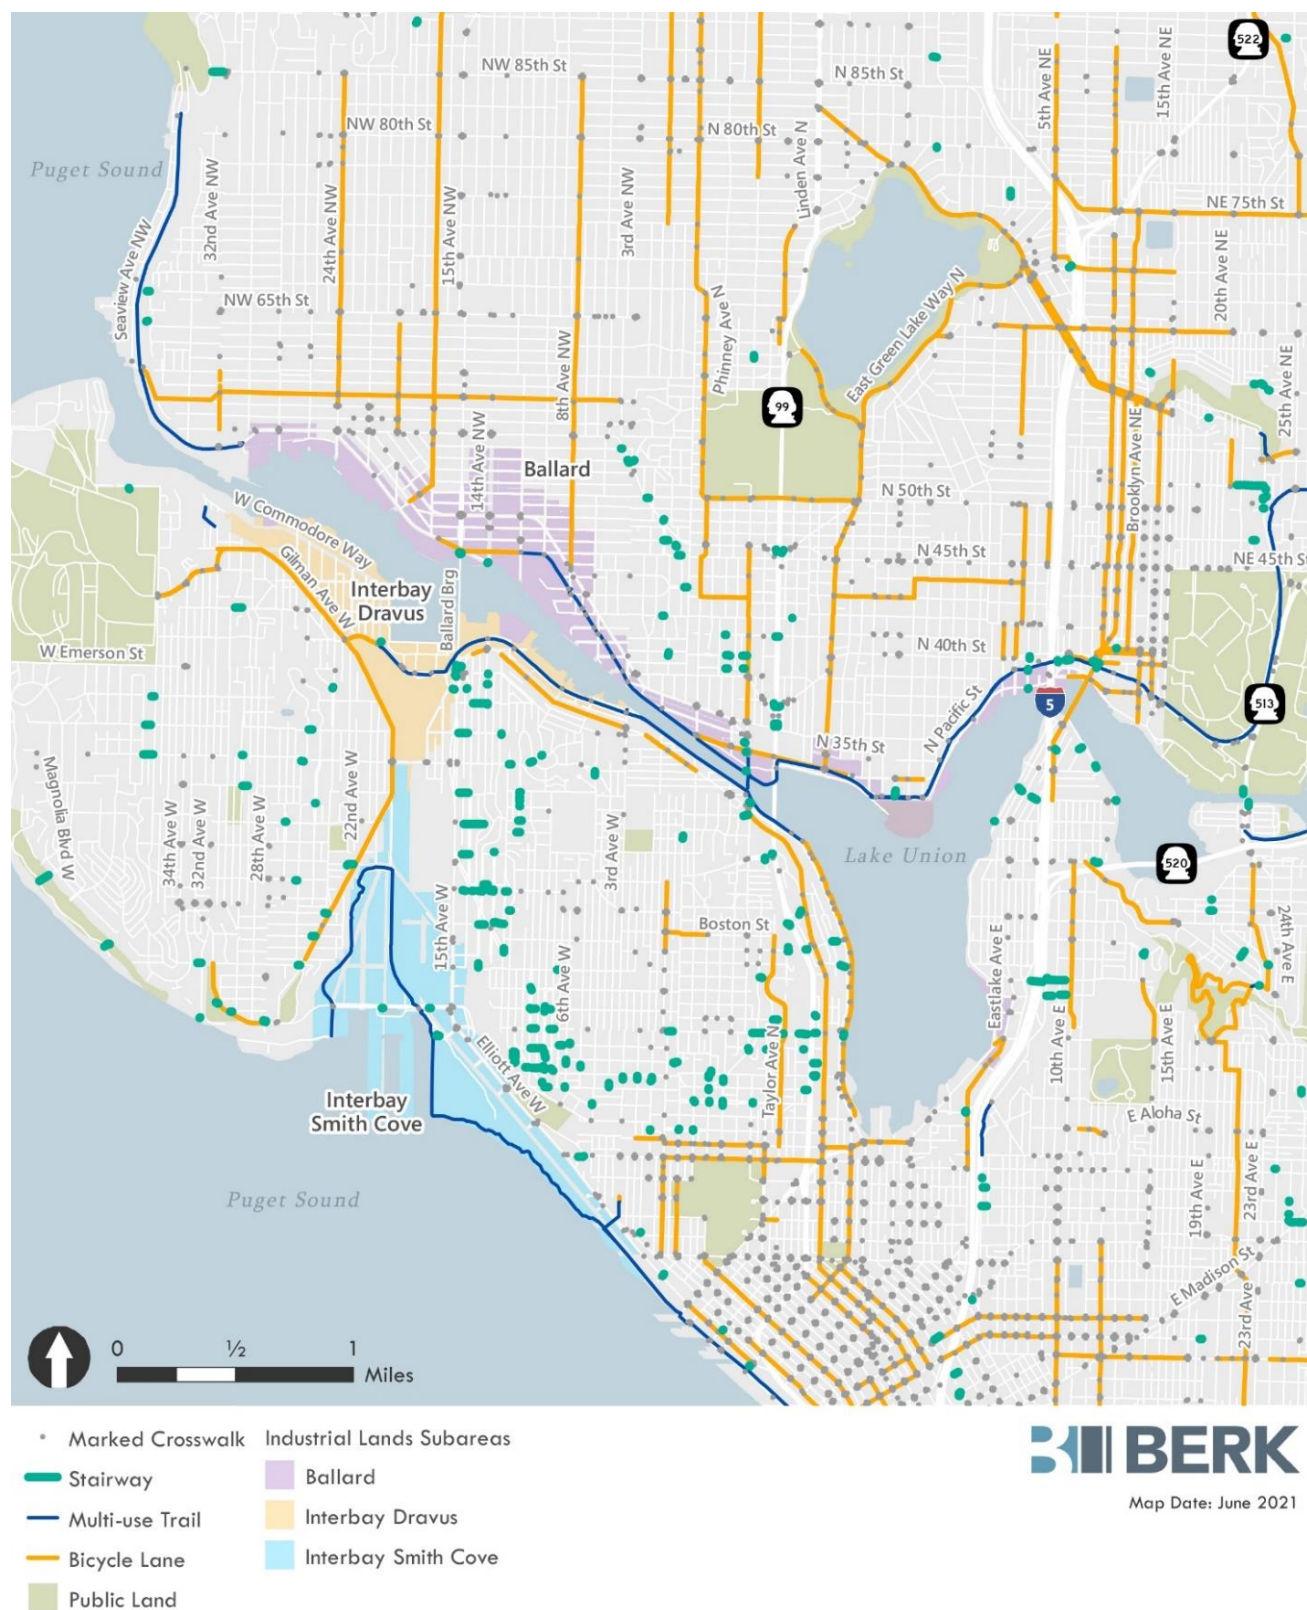 522
NW 85th St
N 85th St
5th Ave NE
15th Ave NE
NW 80th St
N 80th St
Puget Sound
32nd Ave NW
24th Ave NW
15th Ave NW
3rd Ave NW
Linden Ave N
NE 75th St
20th Ave NE
Seaview Ave NW
NW 65th St
8th Ave NW
Phinney Ave N
East Green Lake Way N
99
25th Ave NE
Brooklyn Ave NE
14th Ave NW
Ballard
N 50th St
W Commodore Way
Gilman Ave W
N 45th St
NE 45th St
Interbay
Dravus
Ballard Brg
W Emerson St
N 40th St
5
513
N Pacific St
N 35th St
Magnolia Blvd W
34th Ave W
32nd Ave W
28th Ave W
22nd Ave W
3rd Ave W
Lake Union
520
15th Ave W
Boston St
6th Ave W
Eastlake Ave E
24th Ave E
10th Ave E
15th Ave E
Elliott Ave W
Taylor Ave N
Interbay
Smith Cove
E Aloha St
19th Ave E
23rd Ave E
Puget Sound
E Madison St
23rd Ave
0 ½ 1
Miles
Marked Crosswalk
Stairway
Multi-use Trail
Bicycle Lane
Public Land
Industrial Lands Subareas
Ballard
Interbay Dravus
Interbay Smith Cove
BERK
Map Date: June 2021